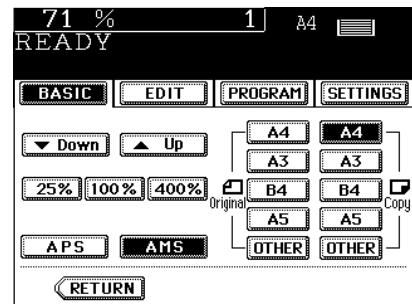 71 % 1 A4
READY
BASIC EDIT PROGRAM SETTINGS
A4 A4
Down Up
A3 A3
25% 100% 400% B4 B4
Original Copy
A5 A5
APS AMS OTHER OTHER
RETURN